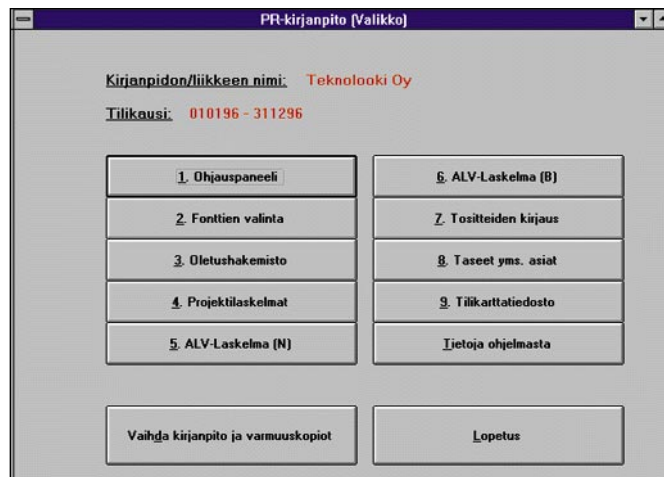 PR-kirjanpito (Valikko)
Kirjanpidon/liikkeen nimi: Teknolooki Oy
Tilikausi: 010196 - 311296
1. Ohjauspaneeli
6. ALV-Laskelma (B)
2. Fonttien valinta
7. Tositteiden kirjaus
3. Oletushakemisto
8. Taseet yms. asiat
4. Projektilaskelmat
9. Tilikarttatiedosto
5. ALV-Laskelma (N)
Tietoja ohjelmasta
Vaihda kirjanpito ja varmuuskopiot
Lopetus